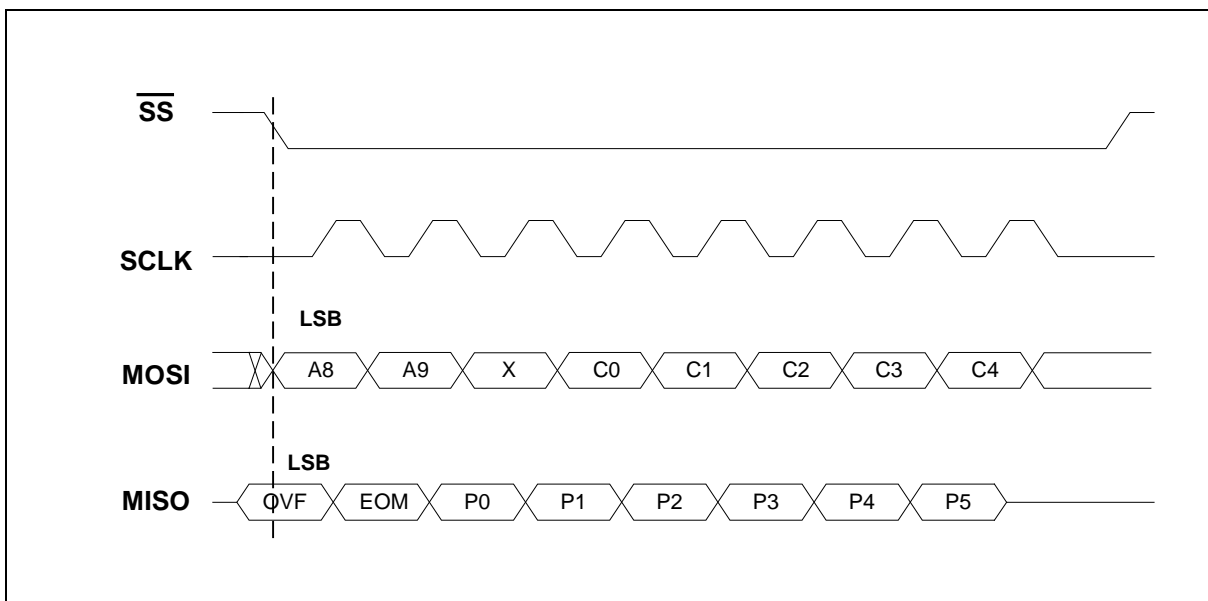 SS
SCLK
LSB
MOSI A8 A9 X C0 C1 C2 C3 C4
LSB
MISO OVF EOM P0 P1 P2 P3 P4 P5